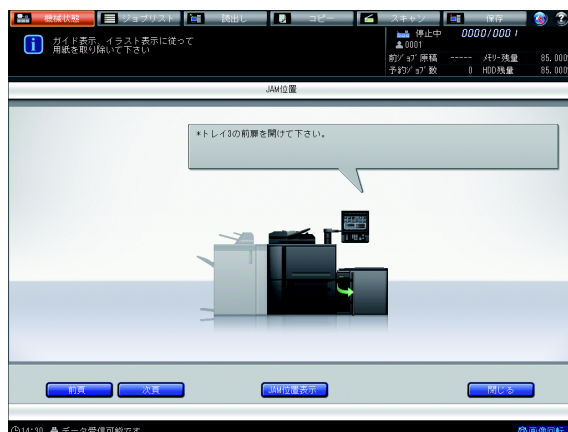 機械状態 ジョブリスト 読出し コピー スキャン 保存
ガイド表示、イラスト表示に従って
用紙を取り除いて下さい
停止中 0000/0001
0001
前ジョブ原稿 ----- メモリー残量 85.000%
予約ジョブ数 0 HDD残量 85.000%
JAM位置
*トレイ3の前扉を開けて下さい。
前頁 次頁 JAM位置表示 閉じる
14:30 データ受信可能です 画像回転